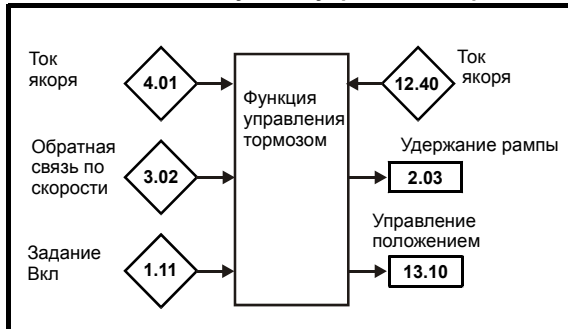 Ток
якоря
4.01
Обратная
связь по
скорости
3.02
Задание
Вкл
1.11
Функция
управления
тормозом
Ток
якоря
12.40
Удержание рампы
2.03
Управление
положением
13.10